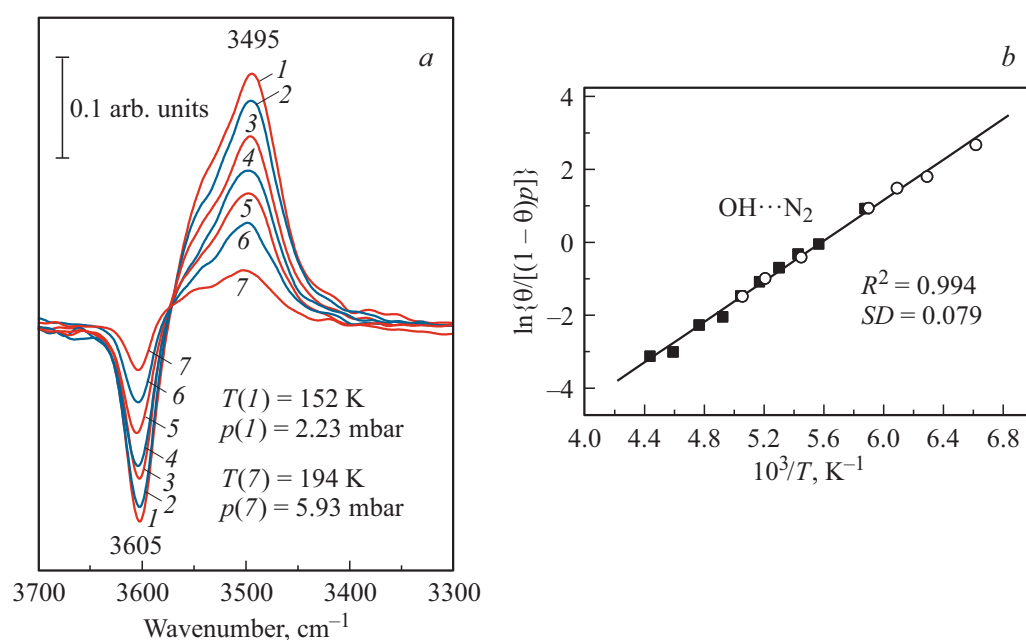 3495
a
0.1 arb. units
1
2
3
4
5
6
7
7
6
5
4
3
2
1
T(1) = 152 K
p(1) = 2.23 mbar
T(7) = 194 K
p(7) = 5.93 mbar
3605
3700 3600 3500 3400 3300
Wavenumber, cm⁻¹
b
ln{θ/[(1 − θ)p]}
4
2
0
−2
−4
OH···N₂
R² = 0.994
SD = 0.079
4.0 4.4 4.8 5.2 5.6 6.0 6.4 6.8
10³/T, K⁻¹